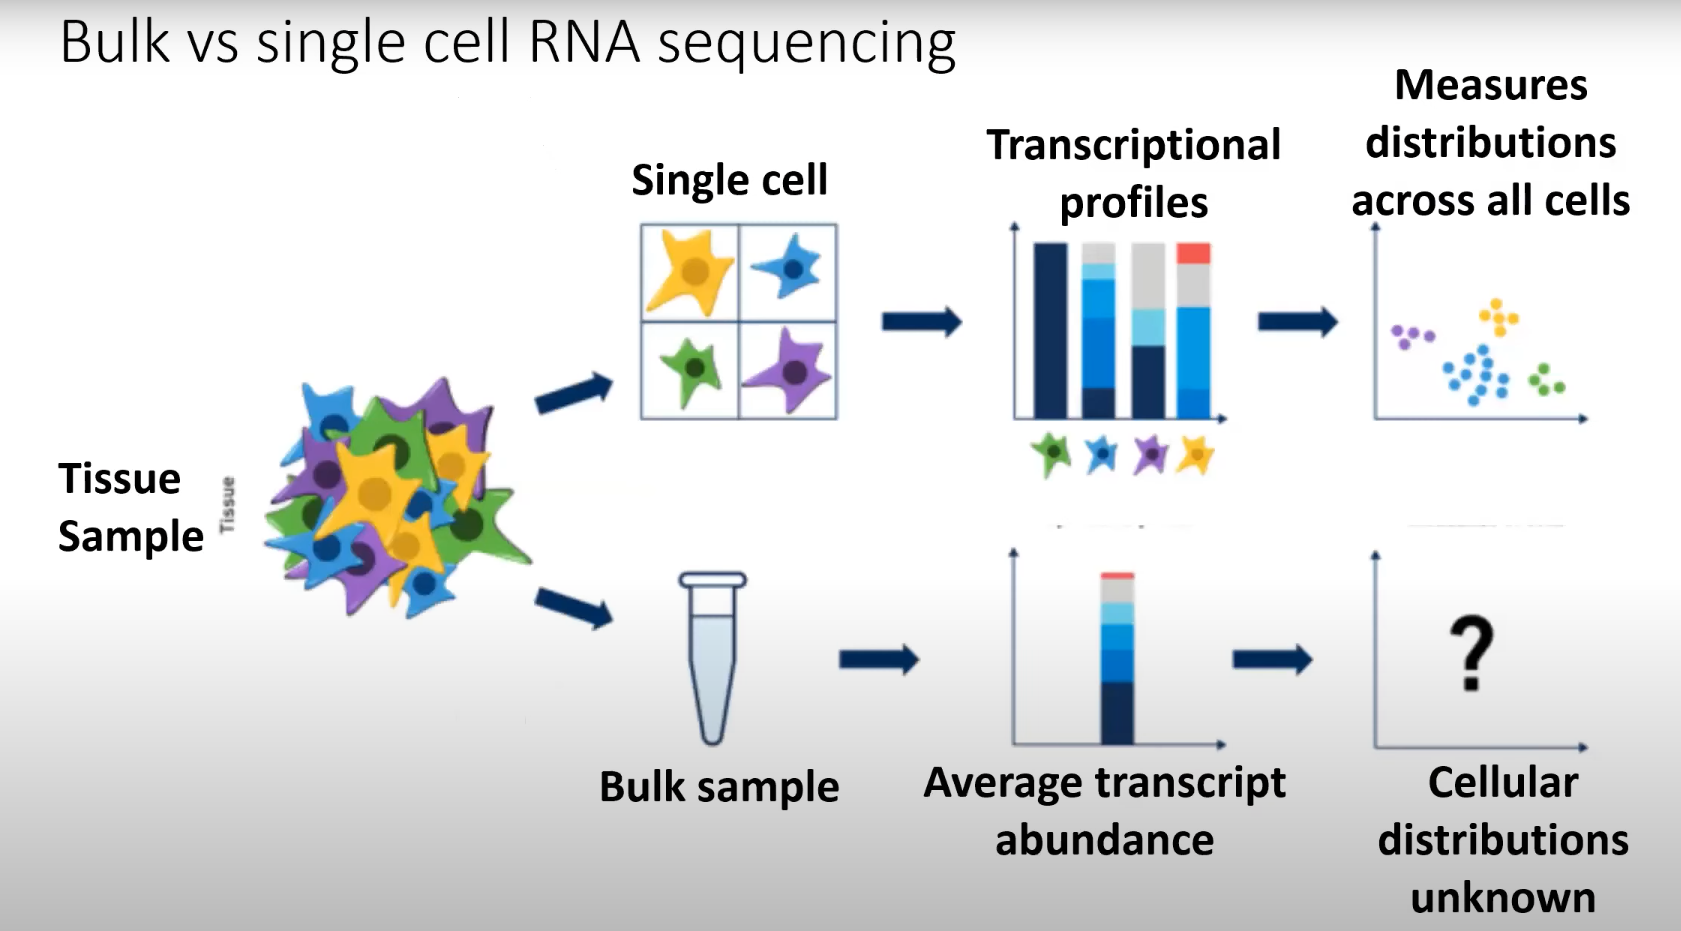 Bulk vs single cell RNA sequencing
Measures
distributions
across all cells
Transcriptional
profiles
Single cell
Tissue
Sample
Tissue
?
Bulk sample
Average transcript
abundance
Cellular
distributions
unknown